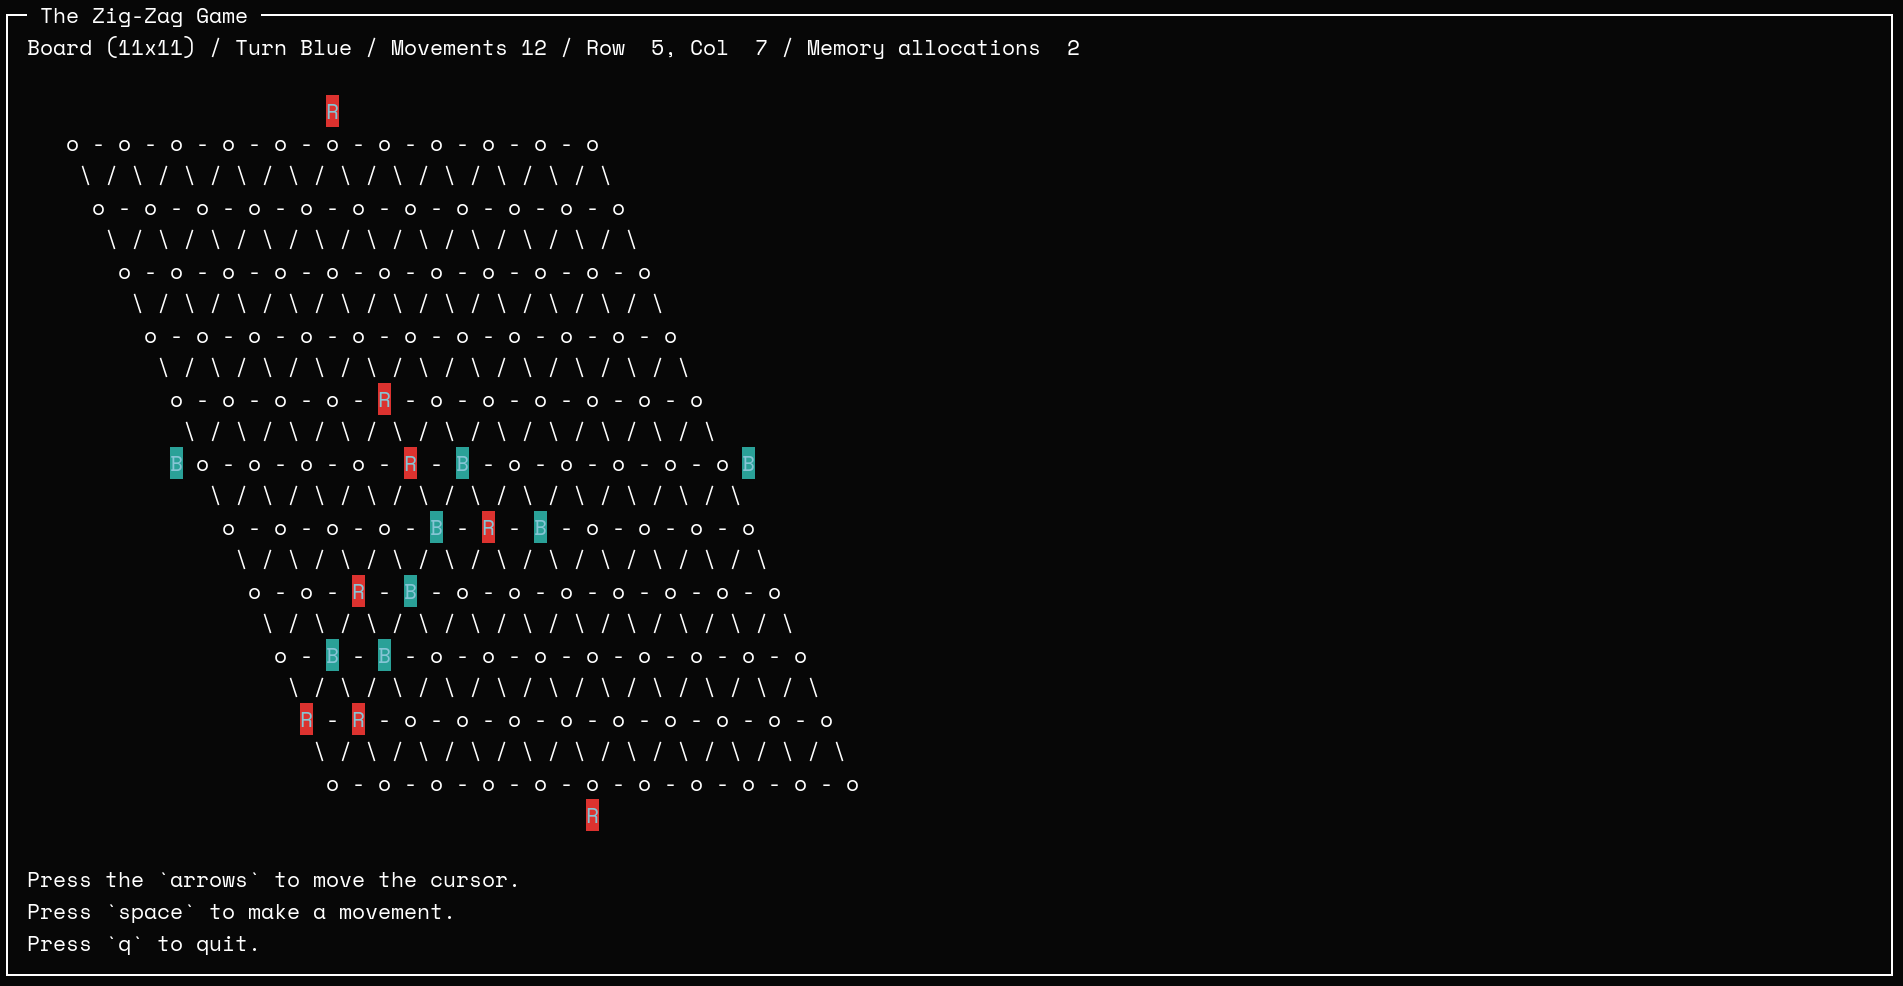 The Zig-Zag Game
Board (11x11) / Turn Blue / Movements 12 / Row  5, Col  7 / Memory allocations  2
R
o - o - o - o - o - o - o - o - o - o - o
\ / \ / \ / \ / \ / \ / \ / \ / \ / \ / \
o - o - o - o - o - o - o - o - o - o - o
\ / \ / \ / \ / \ / \ / \ / \ / \ / \ / \
o - o - o - o - o - o - o - o - o - o - o
\ / \ / \ / \ / \ / \ / \ / \ / \ / \ / \
o - o - o - o - o - o - o - o - o - o - o
\ / \ / \ / \ / \ / \ / \ / \ / \ / \ / \
o - o - o - o - R - o - o - o - o - o - o
\ / \ / \ / \ / \ / \ / \ / \ / \ / \ / \
B o - o - o - o - R - B - o - o - o - o - o B
\ / \ / \ / \ / \ / \ / \ / \ / \ / \ / \
o - o - o - o - B - R - B - o - o - o - o
\ / \ / \ / \ / \ / \ / \ / \ / \ / \ / \
o - o - R - B - o - o - o - o - o - o - o
\ / \ / \ / \ / \ / \ / \ / \ / \ / \ / \
o - B - B - o - o - o - o - o - o - o - o
\ / \ / \ / \ / \ / \ / \ / \ / \ / \ / \
R - R - o - o - o - o - o - o - o - o - o
\ / \ / \ / \ / \ / \ / \ / \ / \ / \ / \
o - o - o - o - o - o - o - o - o - o - o
R
Press the `arrows` to move the cursor.
Press `space` to make a movement.
Press `q` to quit.